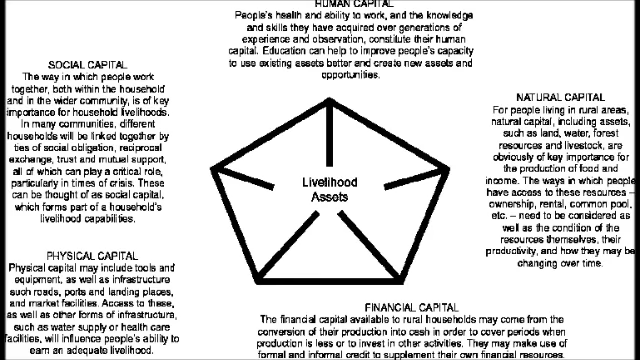 HUMAN CAPITAL
People's health and ability to work, and the knowledge
and skills they have acquired over generations of
experience and observation, constitute their human
capital. Education can help to improve people's capacity
to use existing assets better and create new assets and
opportunities.
SOCIAL CAPITAL
The way in which people work
together, both within the household
and in the wider community, is of key
importance for household livelihoods.
In many communities, different
households will be linked together by
ties of social obligation, reciprocal
exchange, trust and mutual support,
all of which can play a critical role,
particularly in times of crisis. These
can be thought of as social capital,
which forms part of a household's
livelihood capabilities.
NATURAL CAPITAL
For people living in rural areas,
natural capital, including assets,
such as land, water, forest
resources and livestock, are
obviously of key importance for
the production of food and
income. The ways in which people
have access to these resources –
ownership, rental, common pool,
etc. – need to be considered as
well as the condition of the
resources themselves, their
productivity, and how they may be
changing over time.
Livelihood
Assets
PHYSICAL CAPITAL
Physical capital may include tools and
equipment, as well as infrastructure
such roads, ports and landing places,
and market facilities. Access to these,
as well as other forms of infrastructure,
such as water supply or health care
facilities, will influence people's ability to
earn an adequate livelihood.
FINANCIAL CAPITAL
The financial capital available to rural households may come from the
conversion of their production into cash in order to cover periods when
production is less or to invest in other activities. They may make use of
formal and informal credit to supplement their own financial resources.